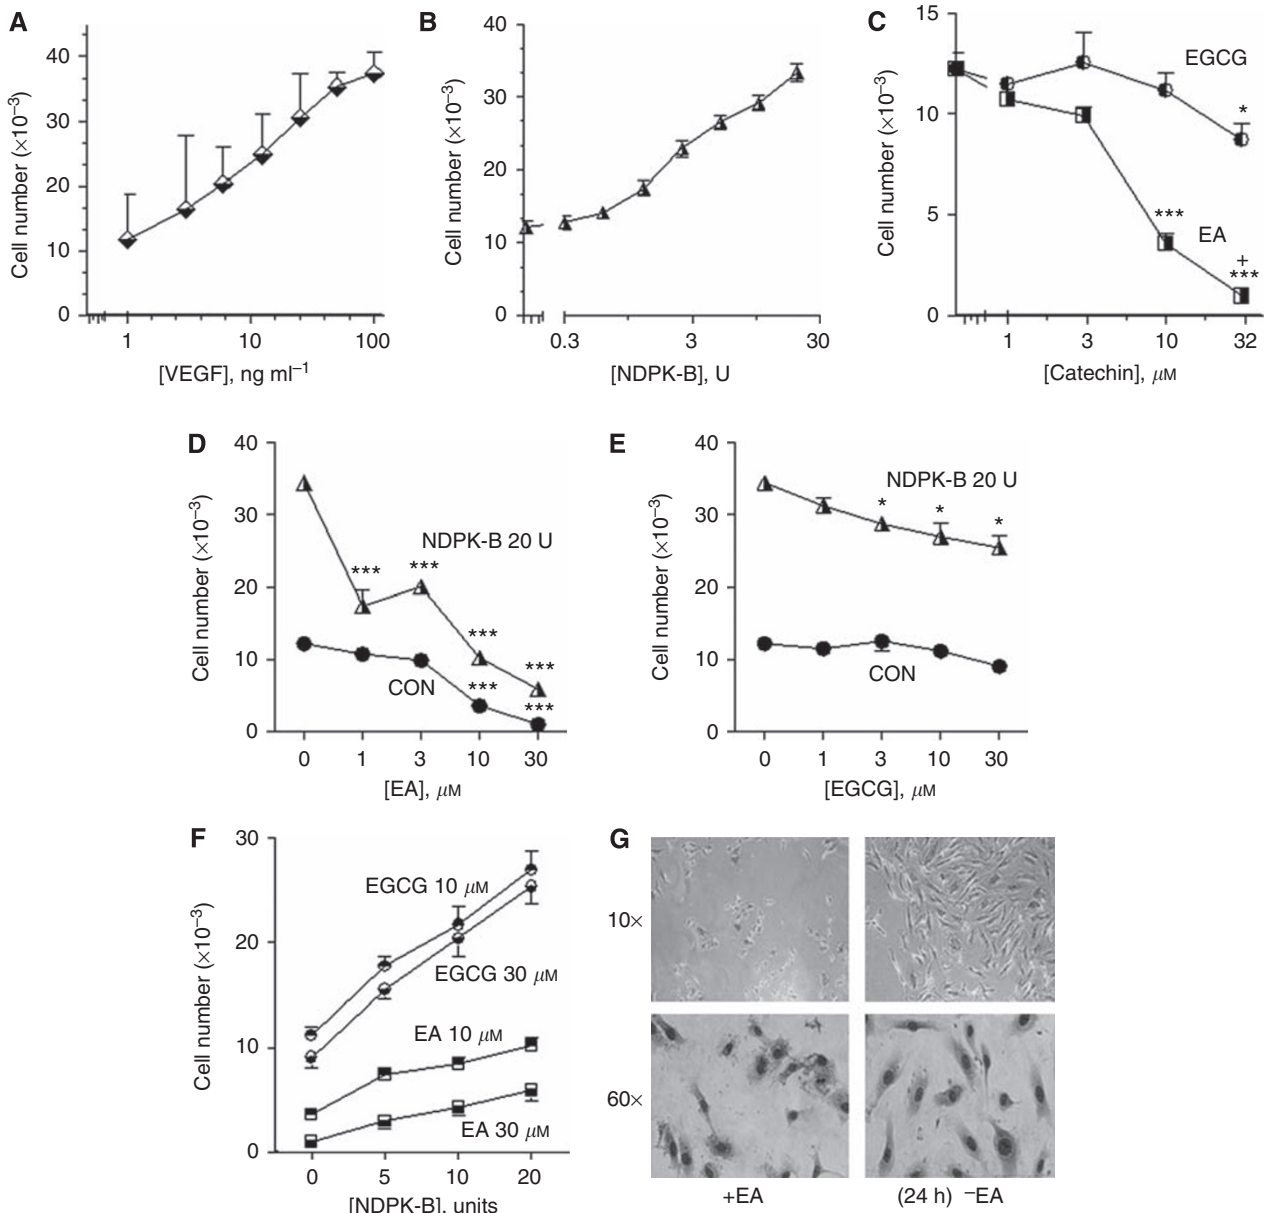 A
Cell number (×10⁻³)
40
30
20
10
0
1 10 100
[VEGF], ng ml⁻¹
B
Cell number (×10⁻³)
40
30
20
10
0
0.3 3 30
[NDPK-B], U
C
Cell number (×10⁻³)
15
10
5
0
EGCG
*
***
EA
+
***
1 3 10 32
[Catechin], μM
D
Cell number (×10⁻³)
40
30
20
10
0
NDPK-B 20 U
*** ***
***
***
CON
***
***
0 1 3 10 30
[EA], μM
E
Cell number (×10⁻³)
40
30
20
10
0
NDPK-B 20 U
* * *
CON
0 1 3 10 30
[EGCG], μM
F
Cell number (×10⁻³)
30
20
10
0
EGCG 10 μM
EGCG 30 μM
EA 10 μM
EA 30 μM
0 5 10 20
[NDPK-B], units
G
10×
60×
+EA (24 h) −EA